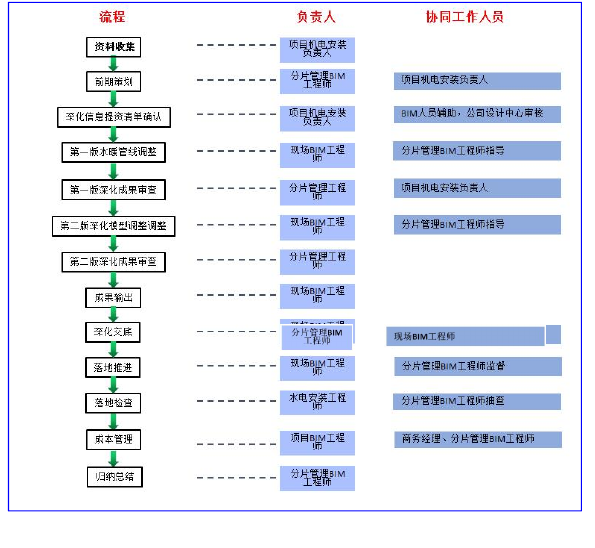 流程 负责人 协同工作人员
资料收集 项目机电安装
负责人
前期策划 分片管理BIM
工程师 项目机电安装负责人
深化信息提资清单确认 项目机电安装
负责人 BIM人员辅助，公司设计中心审核
第一版水暖管线调整 现场BIM工程
师 分片管理BIM工程师指导
第一版深化成果审查 分片管理工程
师 项目机电安装负责人
第二版深化模型调整调整 现场BIM工程
师 分片管理BIM工程师指导
第二版深化成果审查 分片管理工程
师
成果输出 现场BIM工程
师
深化交底 分片管理BIM
工程师 现场BIM工程师
落地推进 现场BIM工程
师 分片管理BIM工程师监督
落地检查 水电安装工程
师 分片管理BIM工程师抽查
成本管理 项目BIM工程
师 商务经理、分片管理BIM工程师
归纳总结 分片管理BIM
工程师